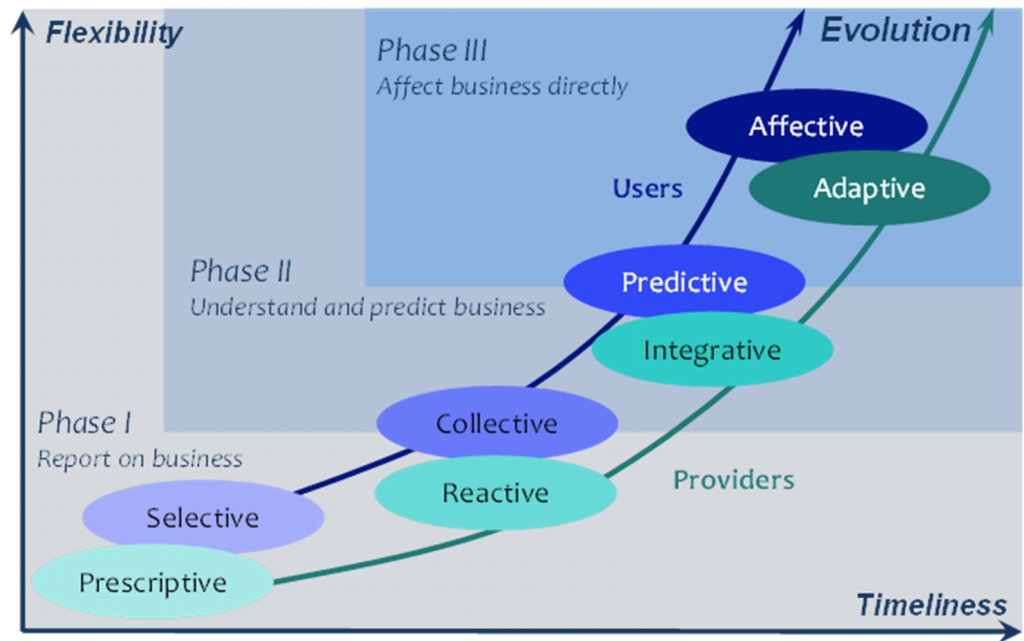 Flexibility
Evolution
Phase III
Affect business directly
Affective
Users
Adaptive
Phase II
Understand and predict business
Predictive
Integrative
Phase I
Report on business
Collective
Reactive
Providers
Selective
Prescriptive
Timeliness